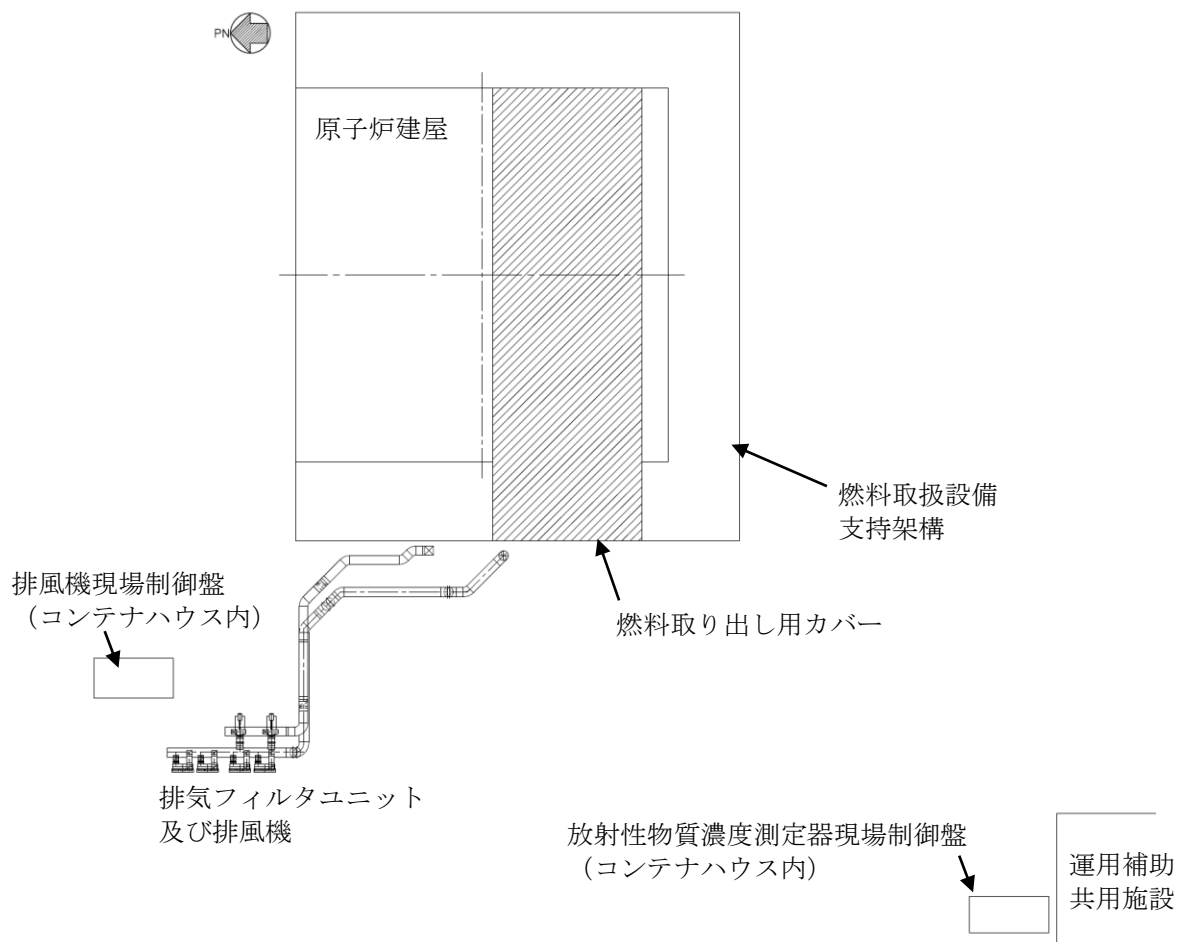 PN
原子炉建屋
燃料取扱設備
支持架構
排風機現場制御盤
（コンテナハウス内）
燃料取り出し用カバー
排気フィルタユニット
及び排風機
放射性物質濃度測定器現場制御盤
（コンテナハウス内）
運用補助
共用施設